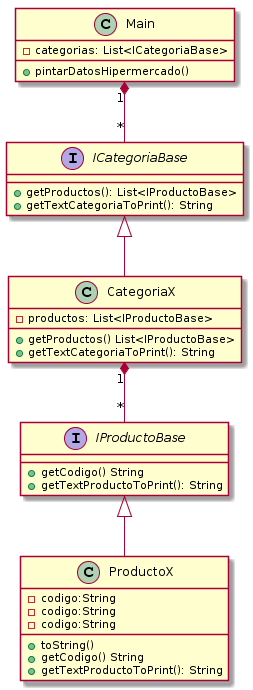 C Main
categorias: List<ICategoriaBase>
pintarDatosHipermercado()
1
*
I ICategoriaBase
getProductos(): List<IProductoBase>
getTextCategoriaToPrint(): String
C CategoriaX
productos: List<IProductoBase>
getProductos() List<IProductoBase>
getTextCategoriaToPrint(): String
1
*
I IProductoBase
getCodigo() String
getTextProductoToPrint(): String
C ProductoX
codigo:String
codigo:String
codigo:String
toString()
getCodigo() String
getTextProductoToPrint(): String